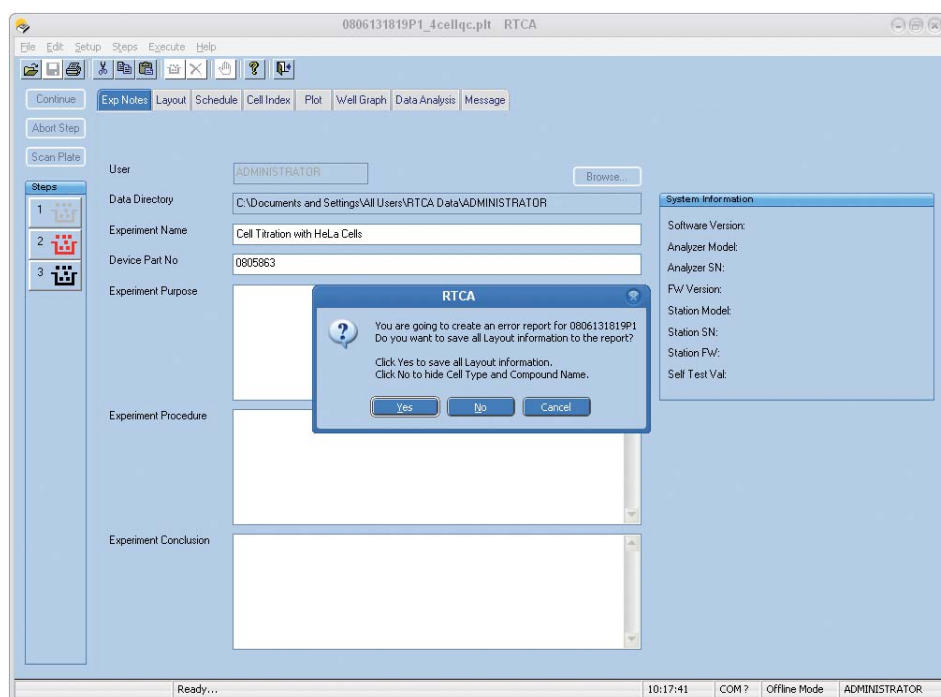 0806131819P1_4cellqc.plt RTCA
File Edit Setup Steps Execute Help
Continue
Exp Notes Layout Schedule Cell Index Plot Well Graph Data Analysis Message
Abort Step
Scan Plate
Steps
1
2
3
User
ADMINISTRATOR
Browse...
Data Directory
C:\Documents and Settings\All Users\RTCA Data\ADMINISTRATOR
Experiment Name
Cell Titration with HeLa Cells
Device Part No
0805863
Experiment Purpose
RTCA
You are going to create an error report for 0806131819P1
Do you want to save all Layout information to the report?
Click Yes to save all Layout information.
Click No to hide Cell Type and Compound Name.
Yes No Cancel
Experiment Procedure
Experiment Conclusion
System Information
Software Version:
Analyzer Model:
Analyzer SN:
FW Version:
Station Model:
Station SN:
Station FW:
Self Test Val:
Ready... 10:17:41 COM ? Offline Mode ADMINISTRATOR